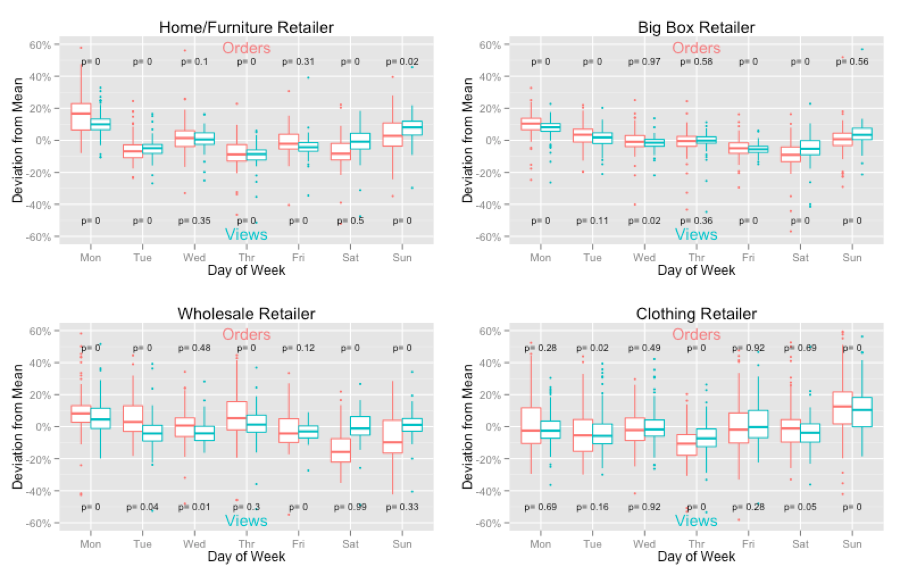 Home/Furniture Retailer
Orders
60%
p= 0 p= 0 p= 0.1 p= 0 p= 0.31 p= 0 p= 0.02
40%
20%
0%
-20%
-40%
p= 0 p= 0 p= 0.35 p= 0 p= 0 p= 0.5 p= 0
-60%
Views
Deviation from Mean
Mon Tue Wed Thr Fri Sat Sun
Day of Week
Big Box Retailer
Orders
60%
p= 0 p= 0 p= 0.97 p= 0.58 p= 0 p= 0 p= 0.56
40%
20%
0%
-20%
-40%
p= 0 p= 0.11 p= 0.02 p= 0.36 p= 0 p= 0 p= 0
-60%
Views
Deviation from Mean
Mon Tue Wed Thr Fri Sat Sun
Day of Week
Wholesale Retailer
Orders
60%
p= 0 p= 0 p= 0.48 p= 0 p= 0.12 p= 0 p= 0
40%
20%
0%
-20%
-40%
p= 0 p= 0.04 p= 0.01 p= 0.3 p= 0 p= 0.99 p= 0.33
-60%
Views
Deviation from Mean
Mon Tue Wed Thr Fri Sat Sun
Day of Week
Clothing Retailer
Orders
60%
p= 0.28 p= 0.02 p= 0.49 p= 0 p= 0.92 p= 0.89 p= 0
40%
20%
0%
-20%
-40%
p= 0.69 p= 0.16 p= 0.92 p= 0 p= 0.28 p= 0.05 p= 0
-60%
Views
Deviation from Mean
Mon Tue Wed Thr Fri Sat Sun
Day of Week